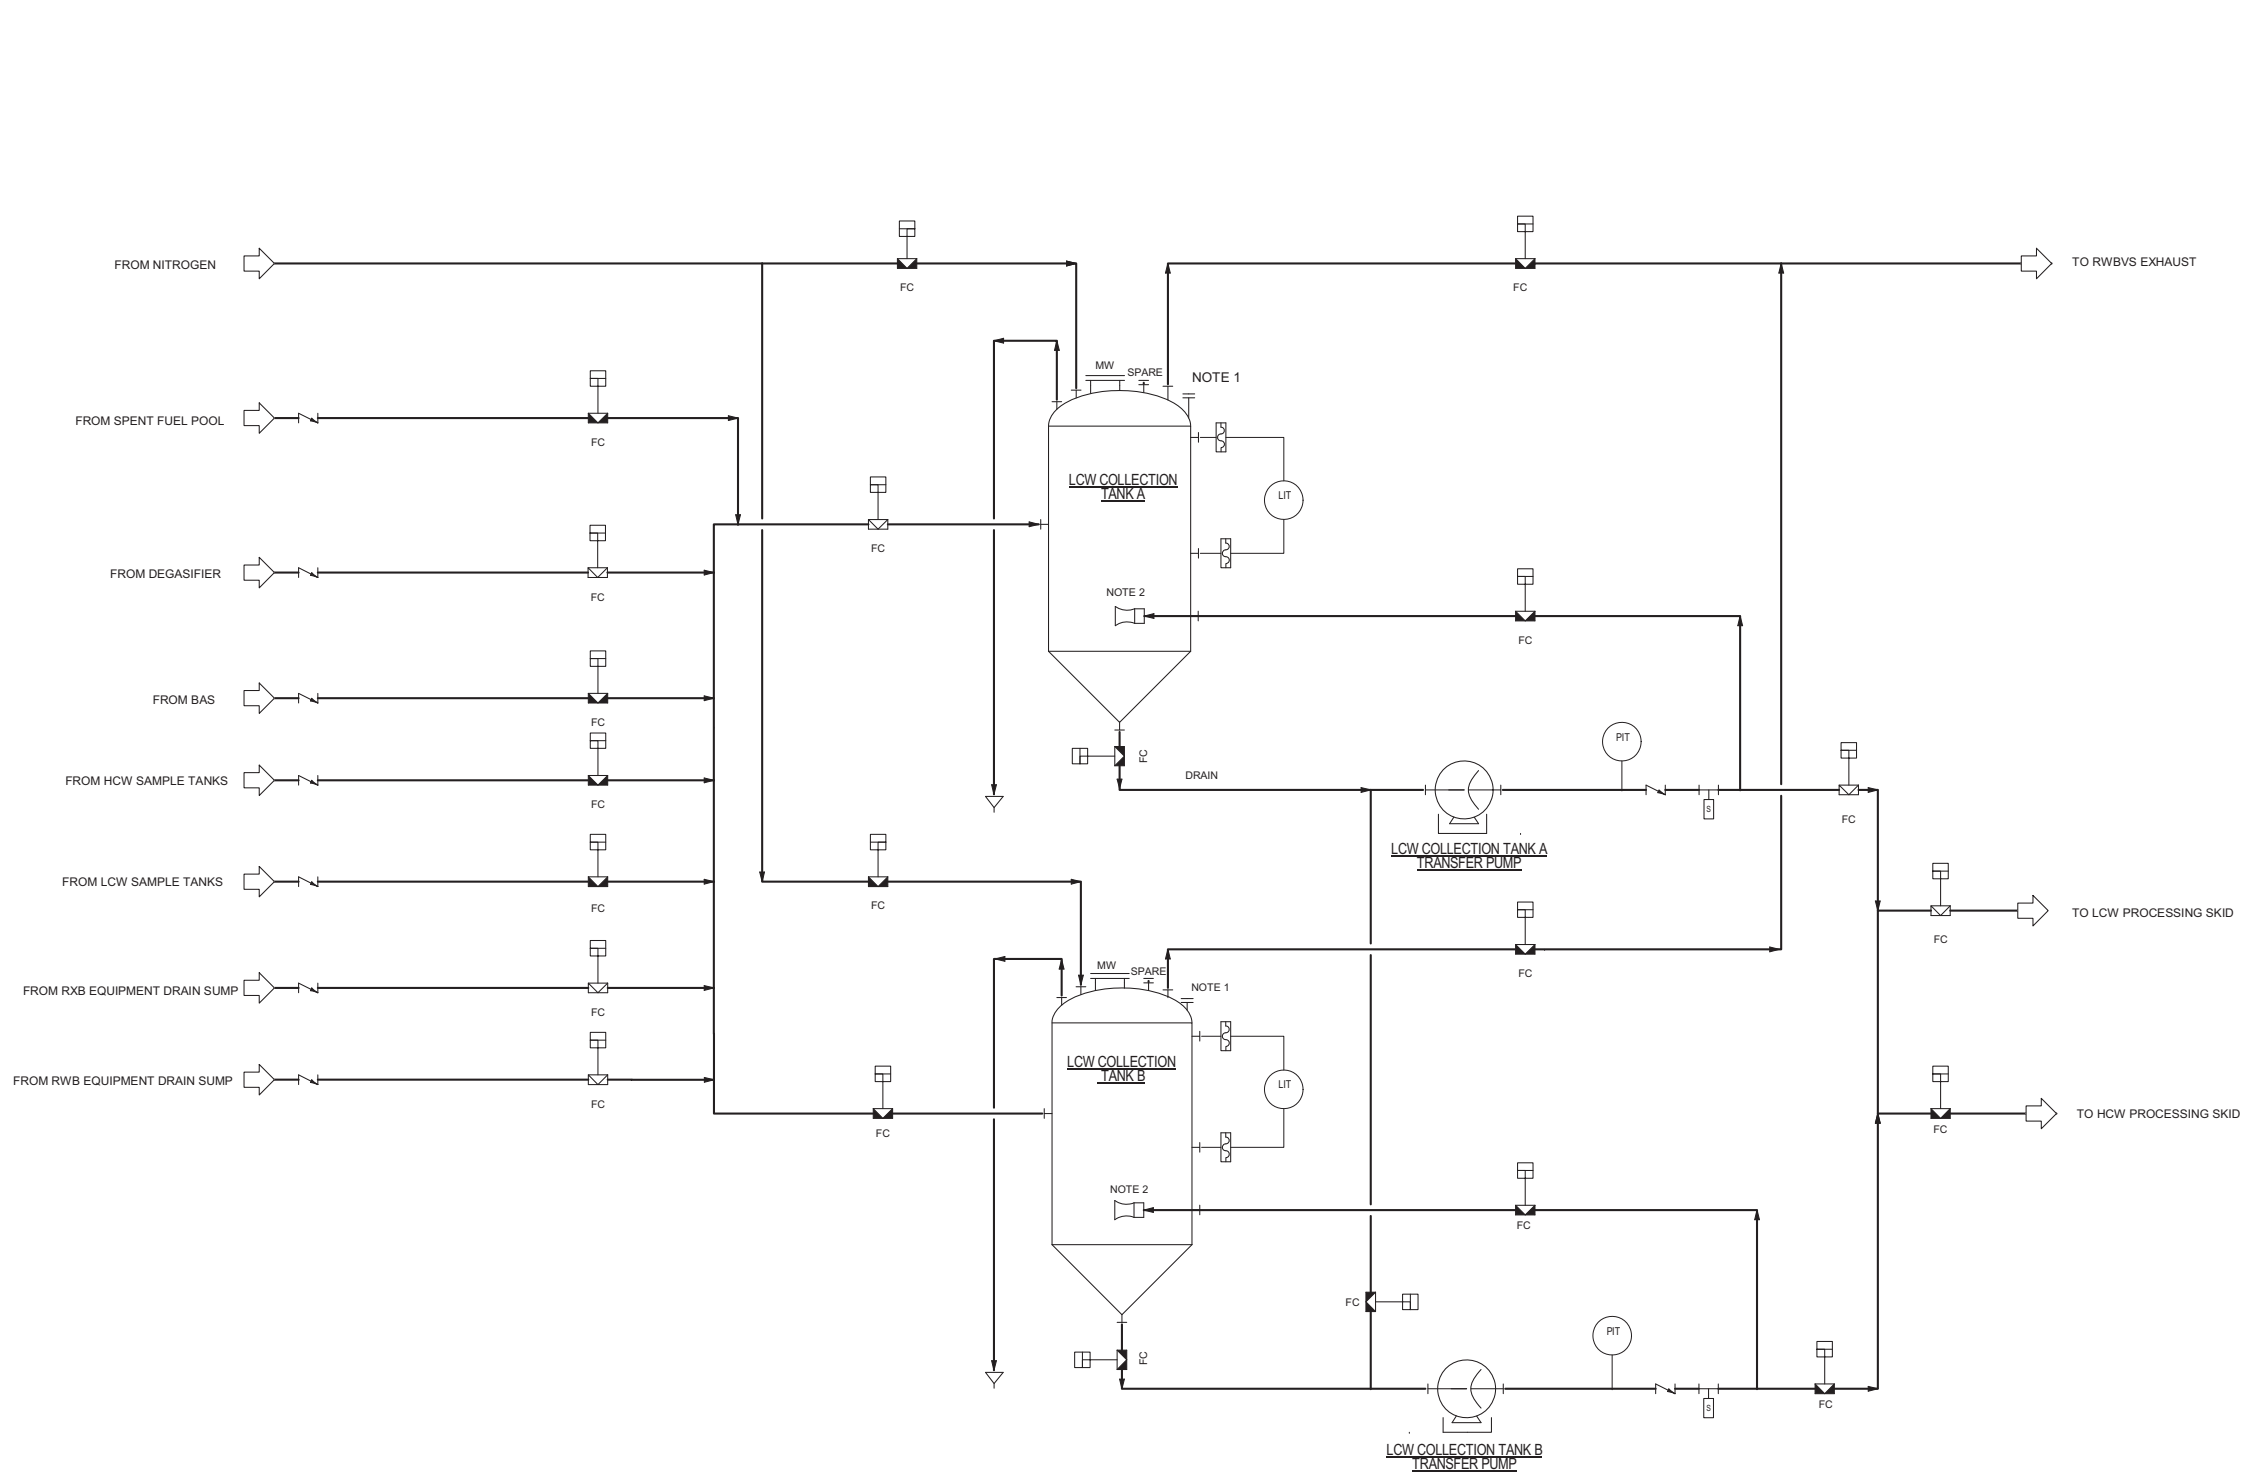 FC
FC
FROM NITROGEN
TO RWBVS EXHAUST
MW
SPARE
NOTE 1
FROM SPENT FUEL POOL
FC
LCW COLLECTION
TANK A
LIT
FC
FROM DEGASIFIER
FC
NOTE 2
FC
FROM BAS
FC
FC
DRAIN
PIT
FROM HCW SAMPLE TANKS
FC
S
FC
LCW COLLECTION TANK A
TRANSFER PUMP
FROM LCW SAMPLE TANKS
FC
FC
TO LCW PROCESSING SKID
FC
FC
MW
SPARE
NOTE 1
FROM RXB EQUIPMENT DRAIN SUMP
FC
LCW COLLECTION
TANK B
LIT
FROM RWB EQUIPMENT DRAIN SUMP
FC
FC
TO HCW PROCESSING SKID
FC
NOTE 2
FC
FC
FC
PIT
S
FC
LCW COLLECTION TANK B
TRANSFER PUMP